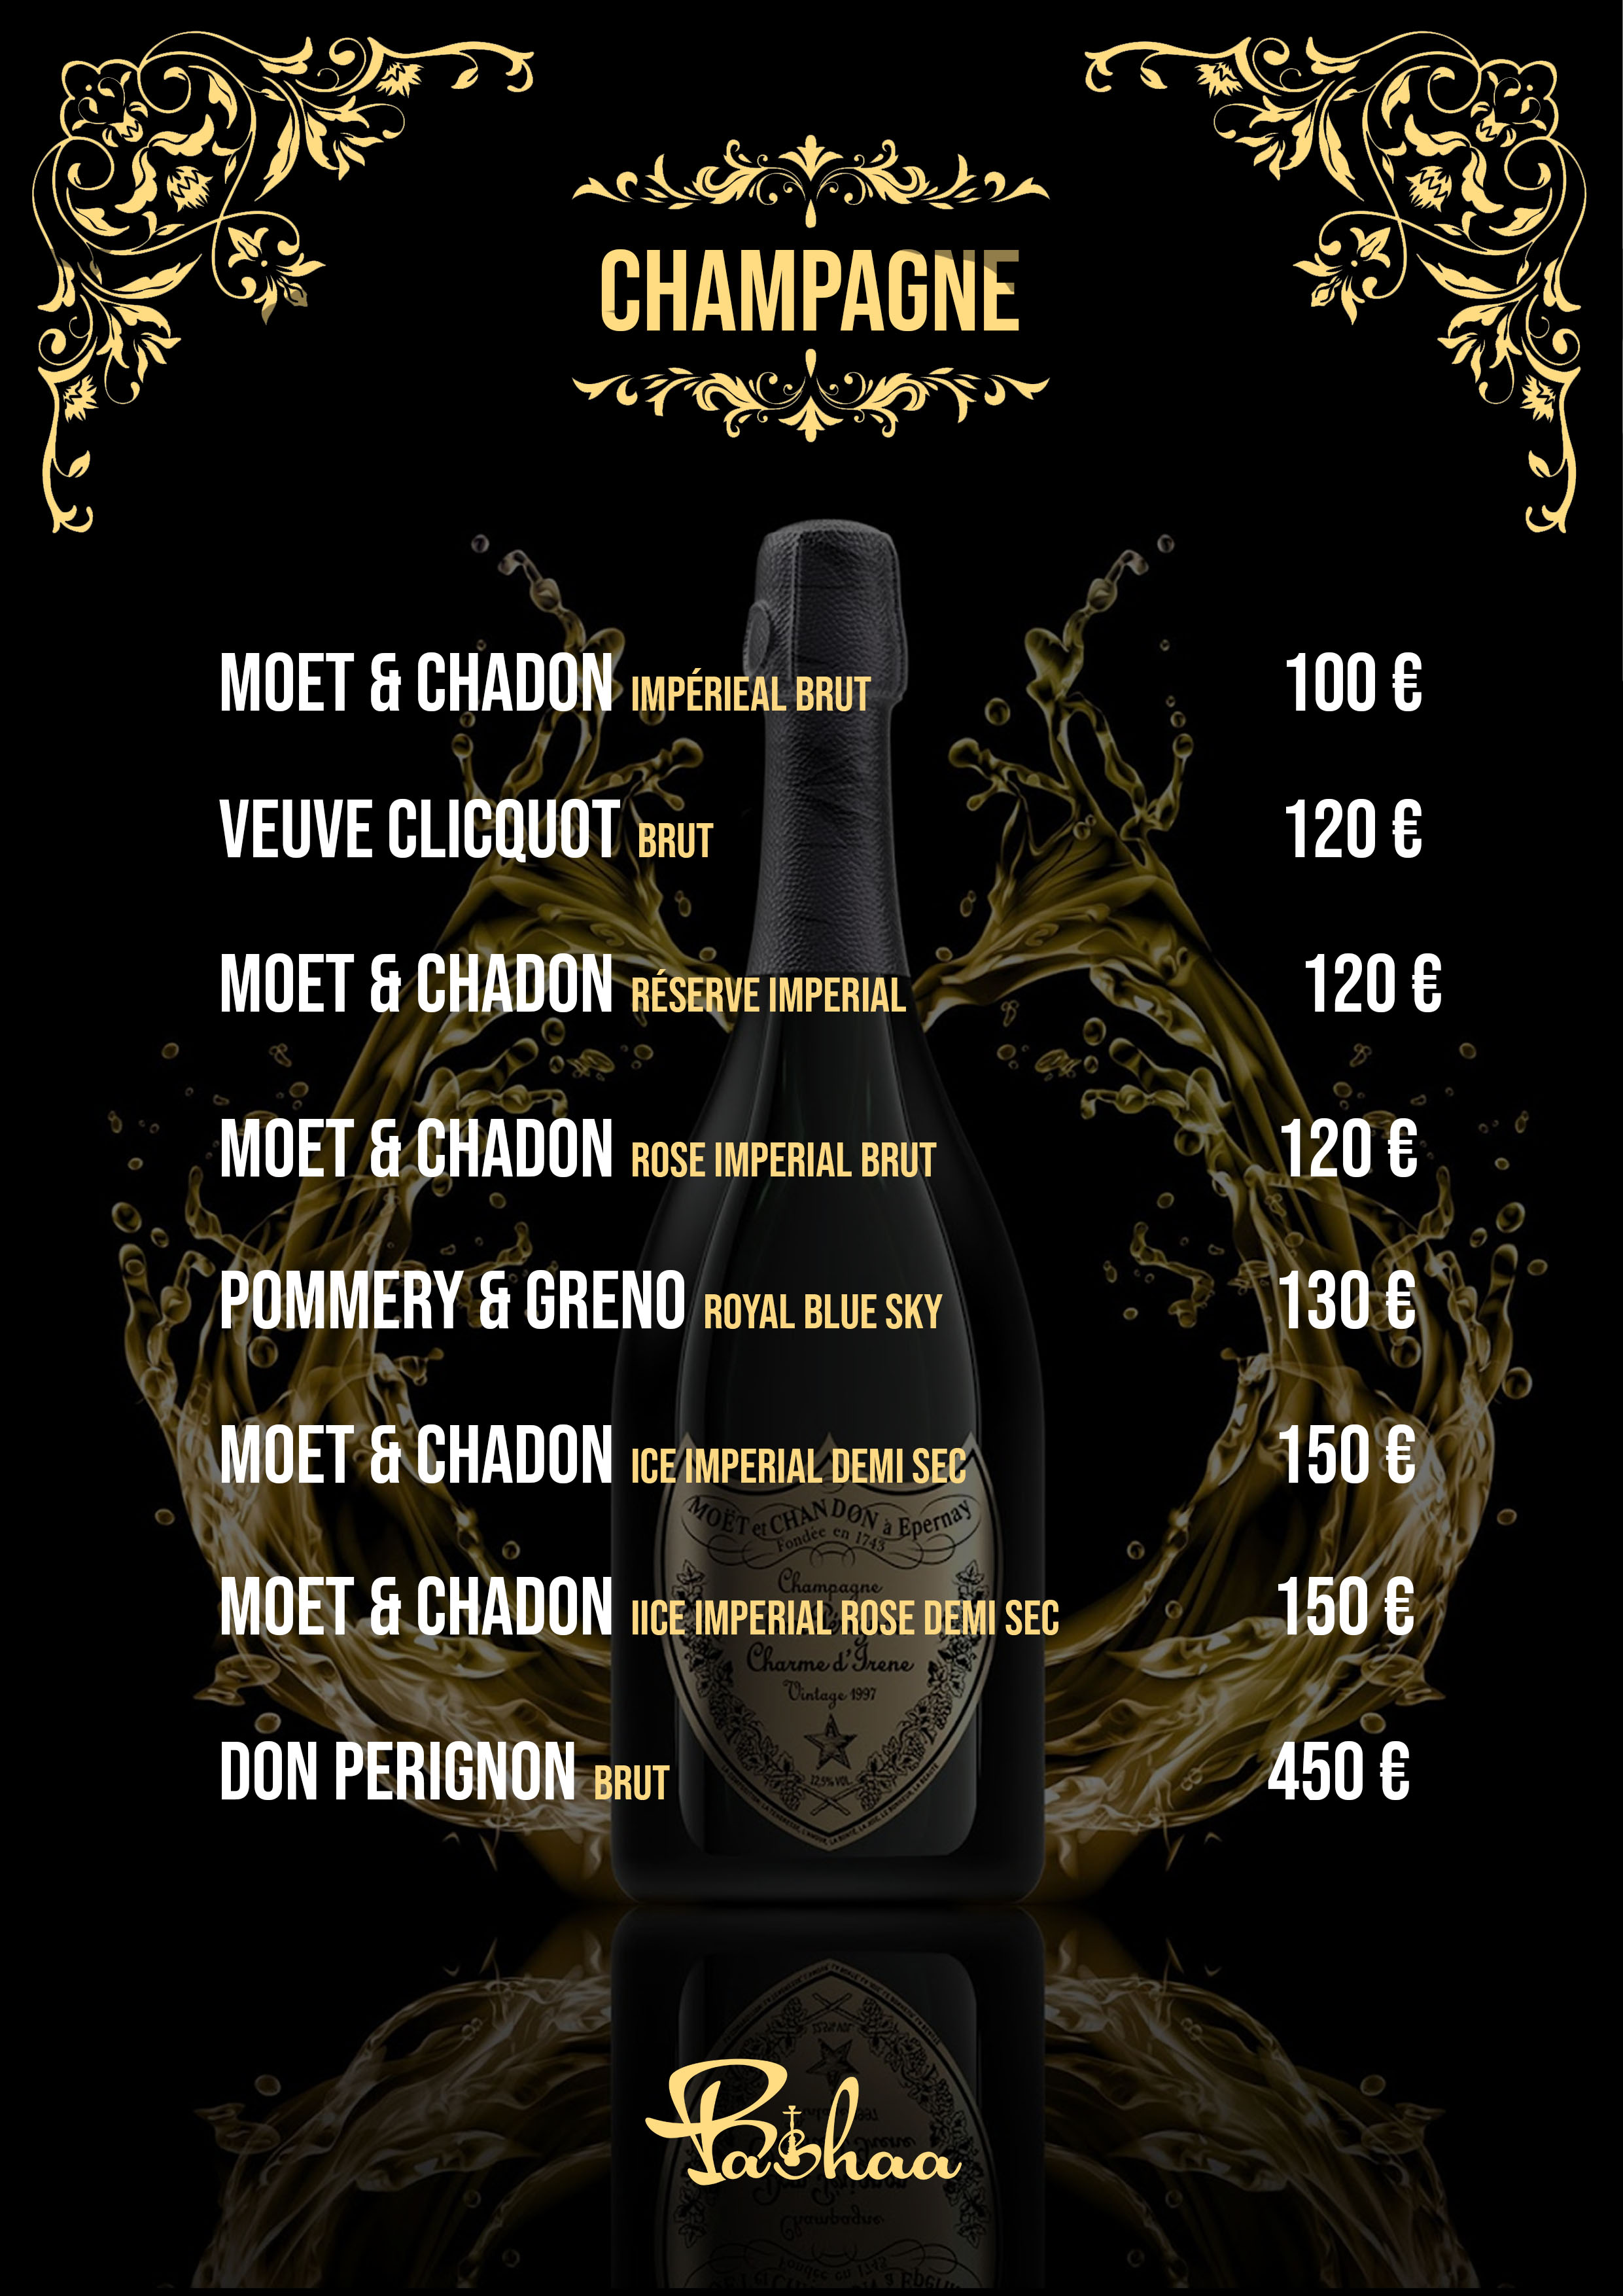 CHAMPAGNE
MOET & CHADON IMPÉRIEAL BRUT 100 €
VEUVE CLICQUOT BRUT 120 €
MOET & CHADON RÉSERVE IMPERIAL 120 €
MOET & CHADON ROSE IMPERIAL BRUT 120 €
POMMERY & GRENO ROYAL BLUE SKY 130 €
MOET & CHADON ICE IMPERIAL DEMI SEC 150 €
MOËT et CHANDON à Epernay
Fondée en 1743
Champagne
MOET & CHADON IICE IMPERIAL ROSE DEMI SEC 150 €
Charme d'Irene
Vintage 1997
DON PERIGNON BRUT 450 €
12,5% VOL.
Pashaa